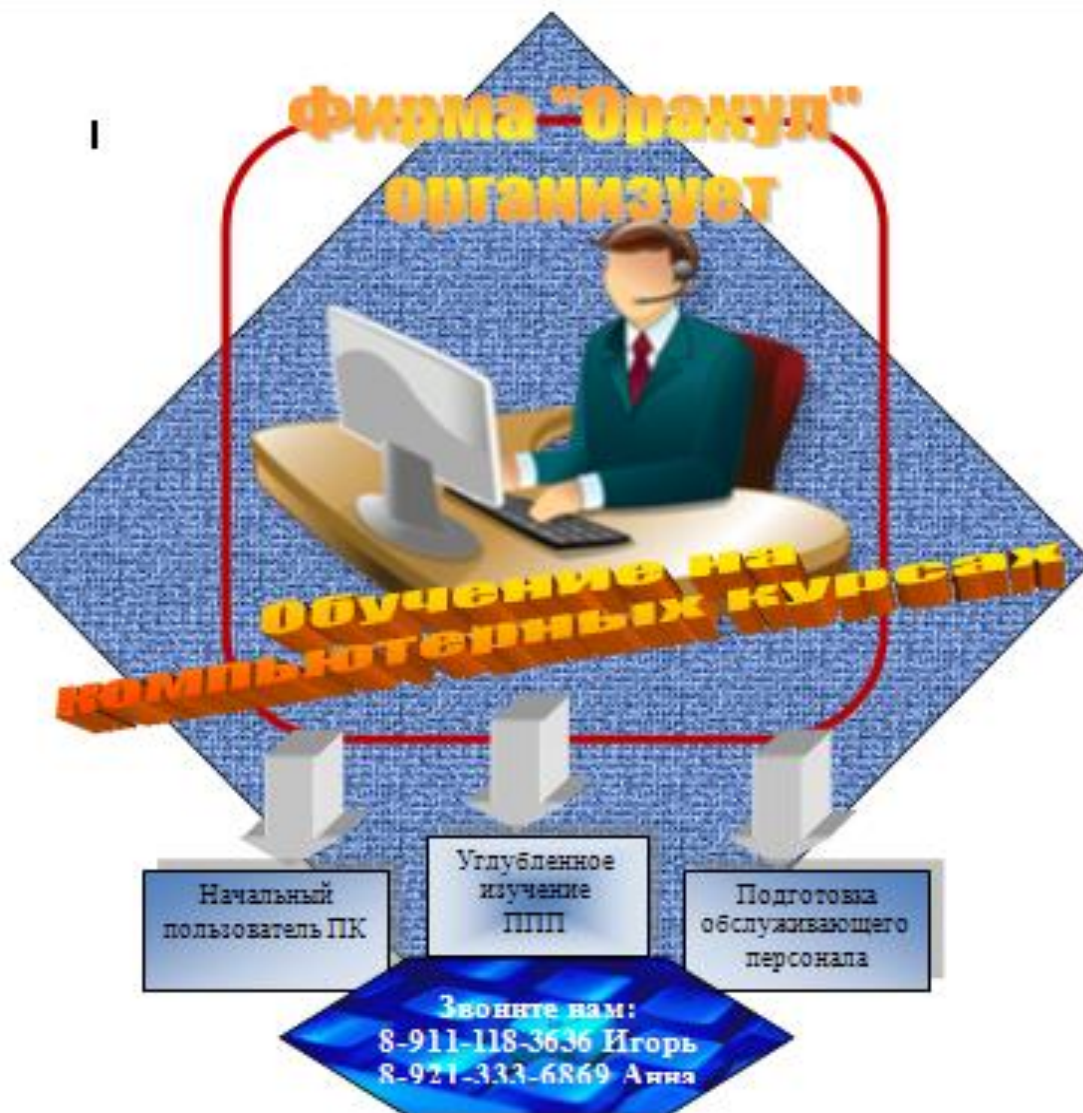 Фирма "Оракул"
организует
Обучение на
компьютерных курсах
Начальный
пользователь ПК
Углубленное
изучение
ППП
Подготовка
обслуживающего
персонала
Звоните нам:
8-911-118-3636 Игорь
8-921-333-6869 Анна